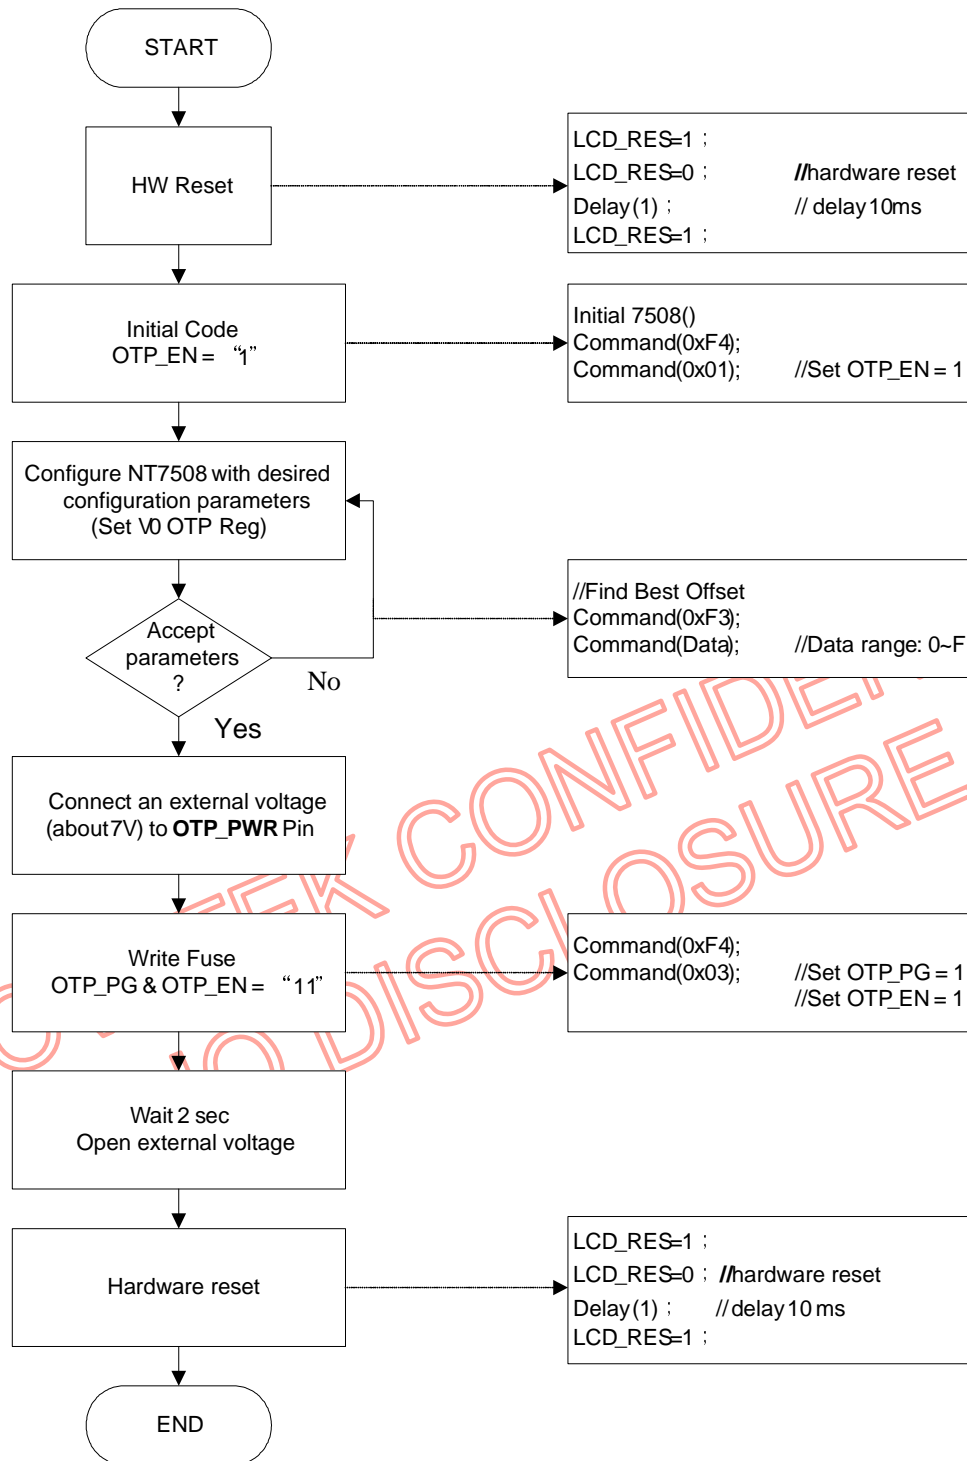 START
HW Reset
LCD_RES=1 ;
LCD_RES=0 ; //hardware reset
Delay(1) ; // delay10ms
LCD_RES=1 ;
Initial Code
OTP_EN = “1”
Initial 7508()
Command(0xF4);
Command(0x01); //Set OTP_EN = 1
Configure NT7508 with desired
configuration parameters
(Set V0 OTP Reg)
Accept
parameters
?
No
Yes
//Find Best Offset
Command(0xF3);
Command(Data); //Data range: 0~F
Connect an external voltage
(about 7V) to OTP_PWR Pin
Write Fuse
OTP_PG & OTP_EN = “11”
Command(0xF4);
Command(0x03); //Set OTP_PG = 1
//Set OTP_EN = 1
Wait 2 sec
Open external voltage
Hardware reset
LCD_RES=1 ;
LCD_RES=0 ; //hardware reset
Delay(1) ; //delay 10 ms
LCD_RES=1 ;
END
TEK CONFIDE
DISCLOSURE